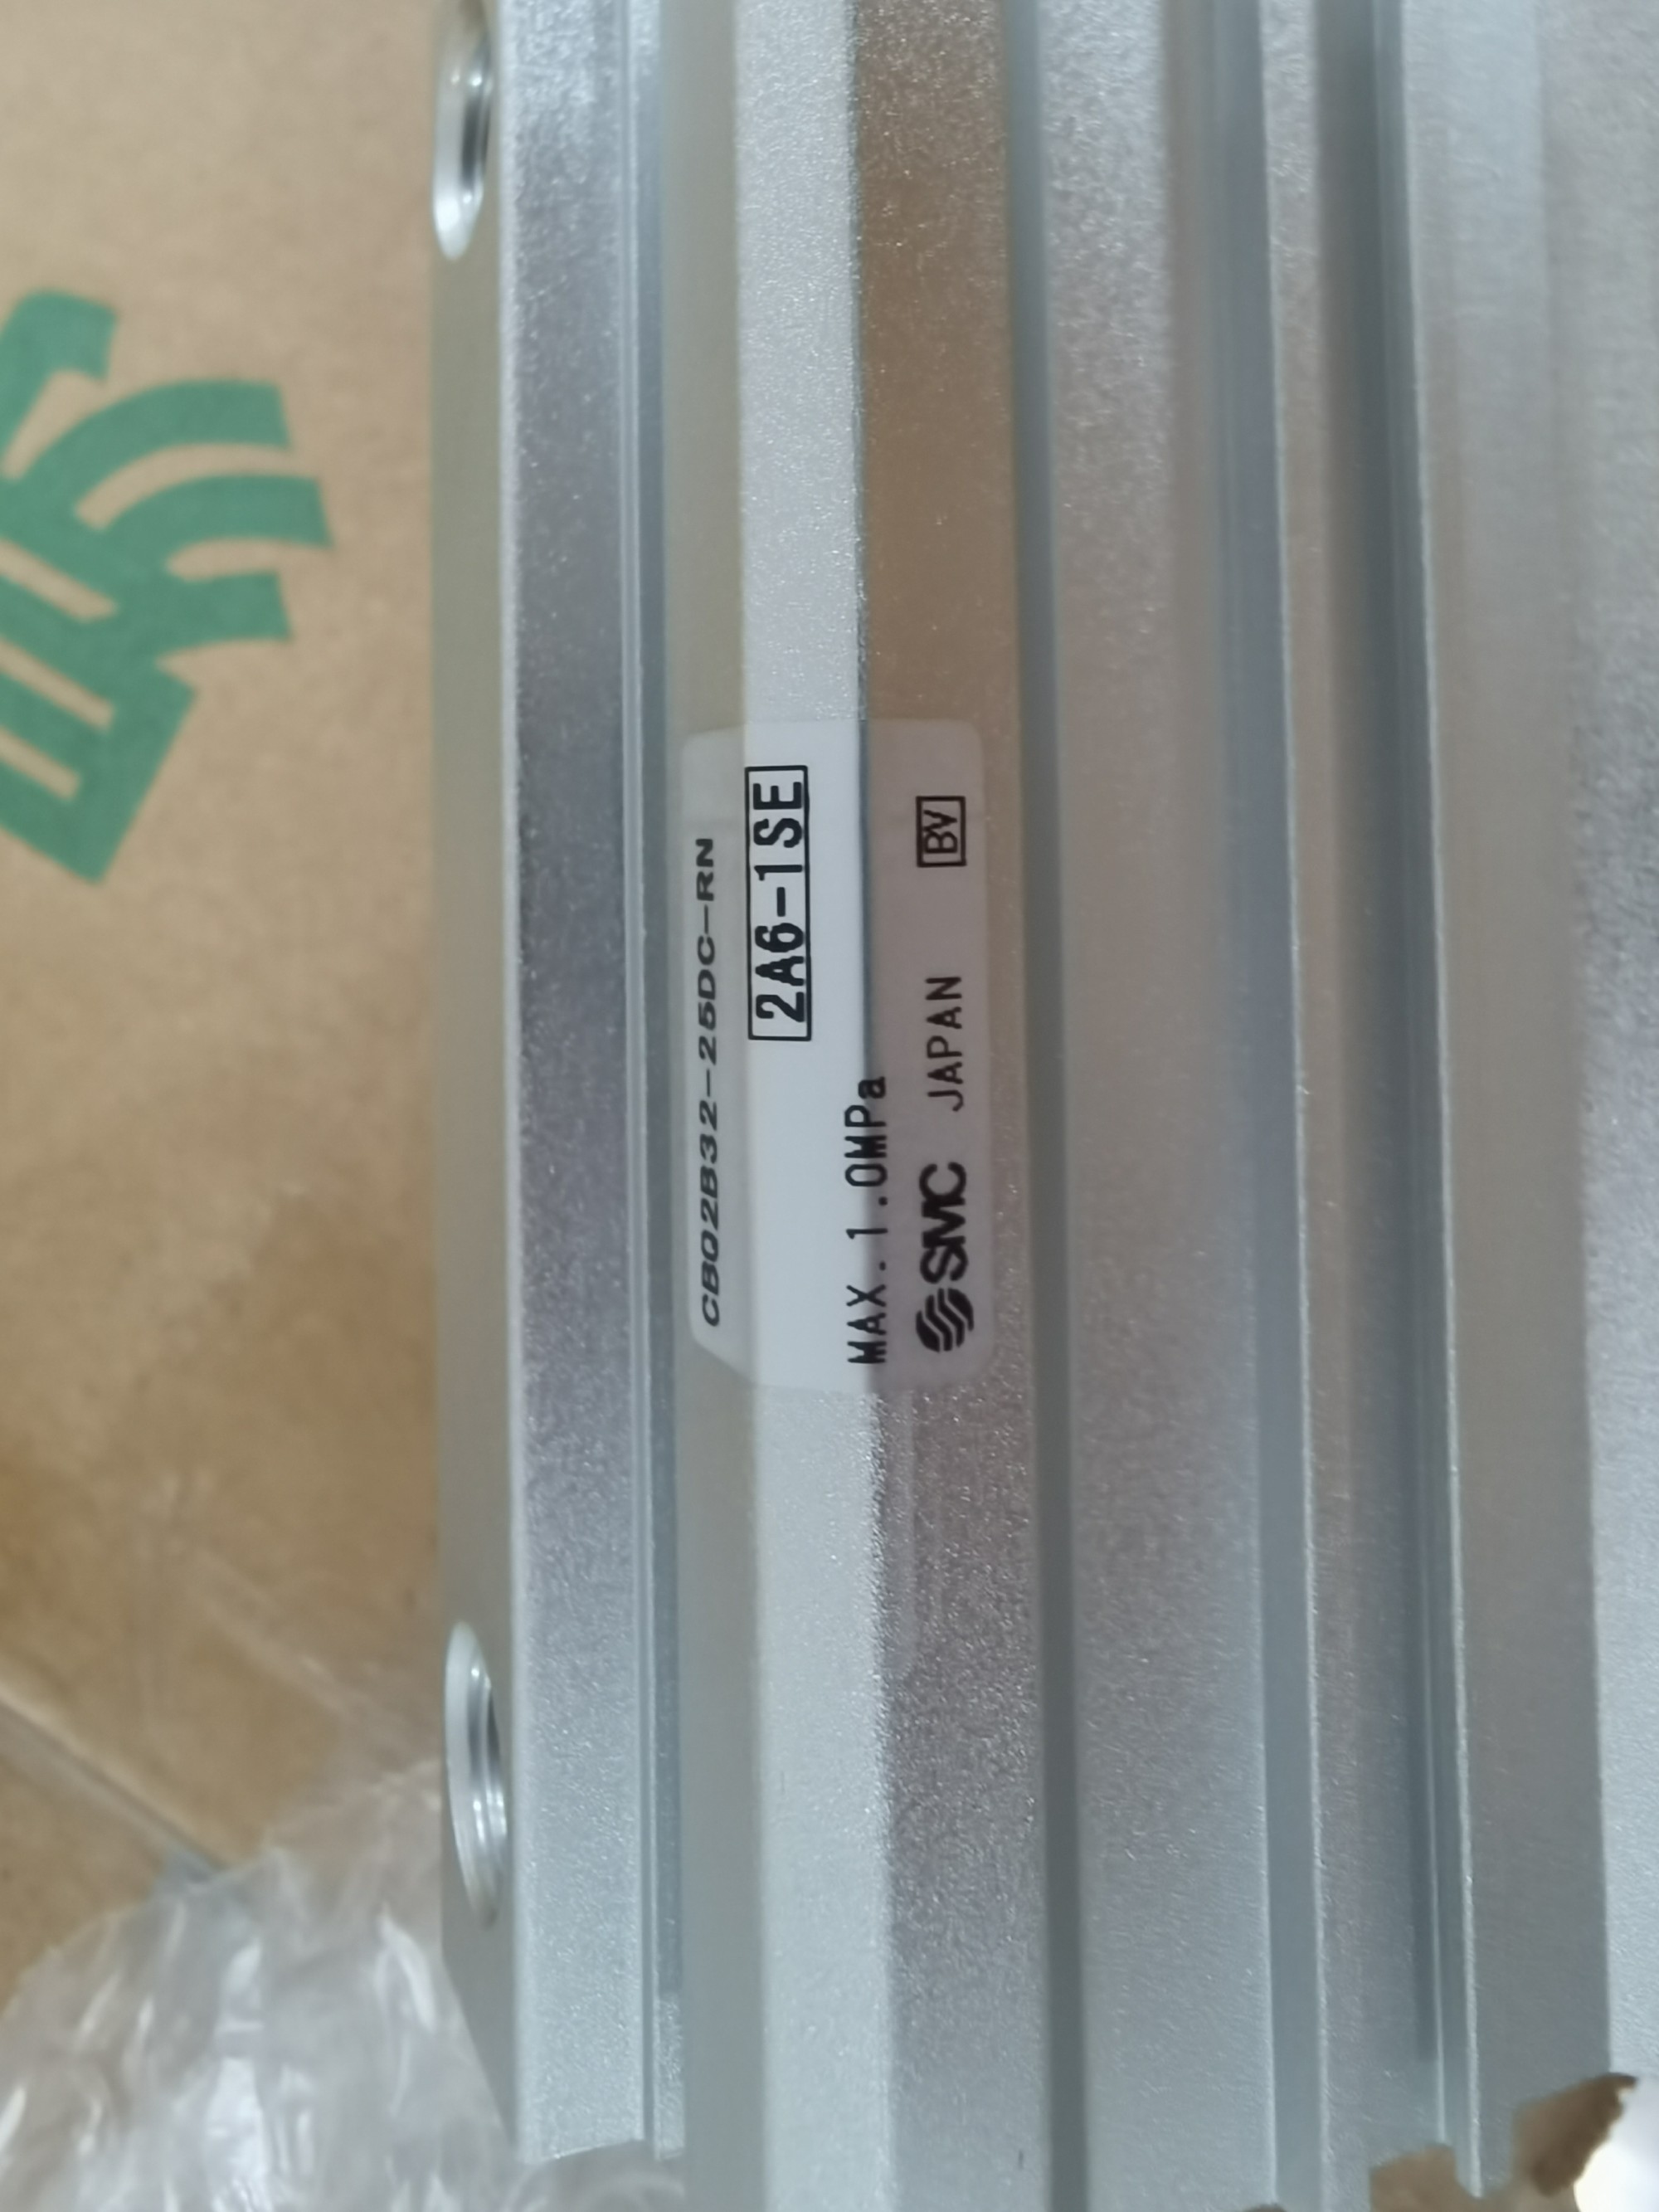 CBQ2B32-25DC-RN
2A6-1SE
MAX.1.0MPa
SMC JAPAN BV